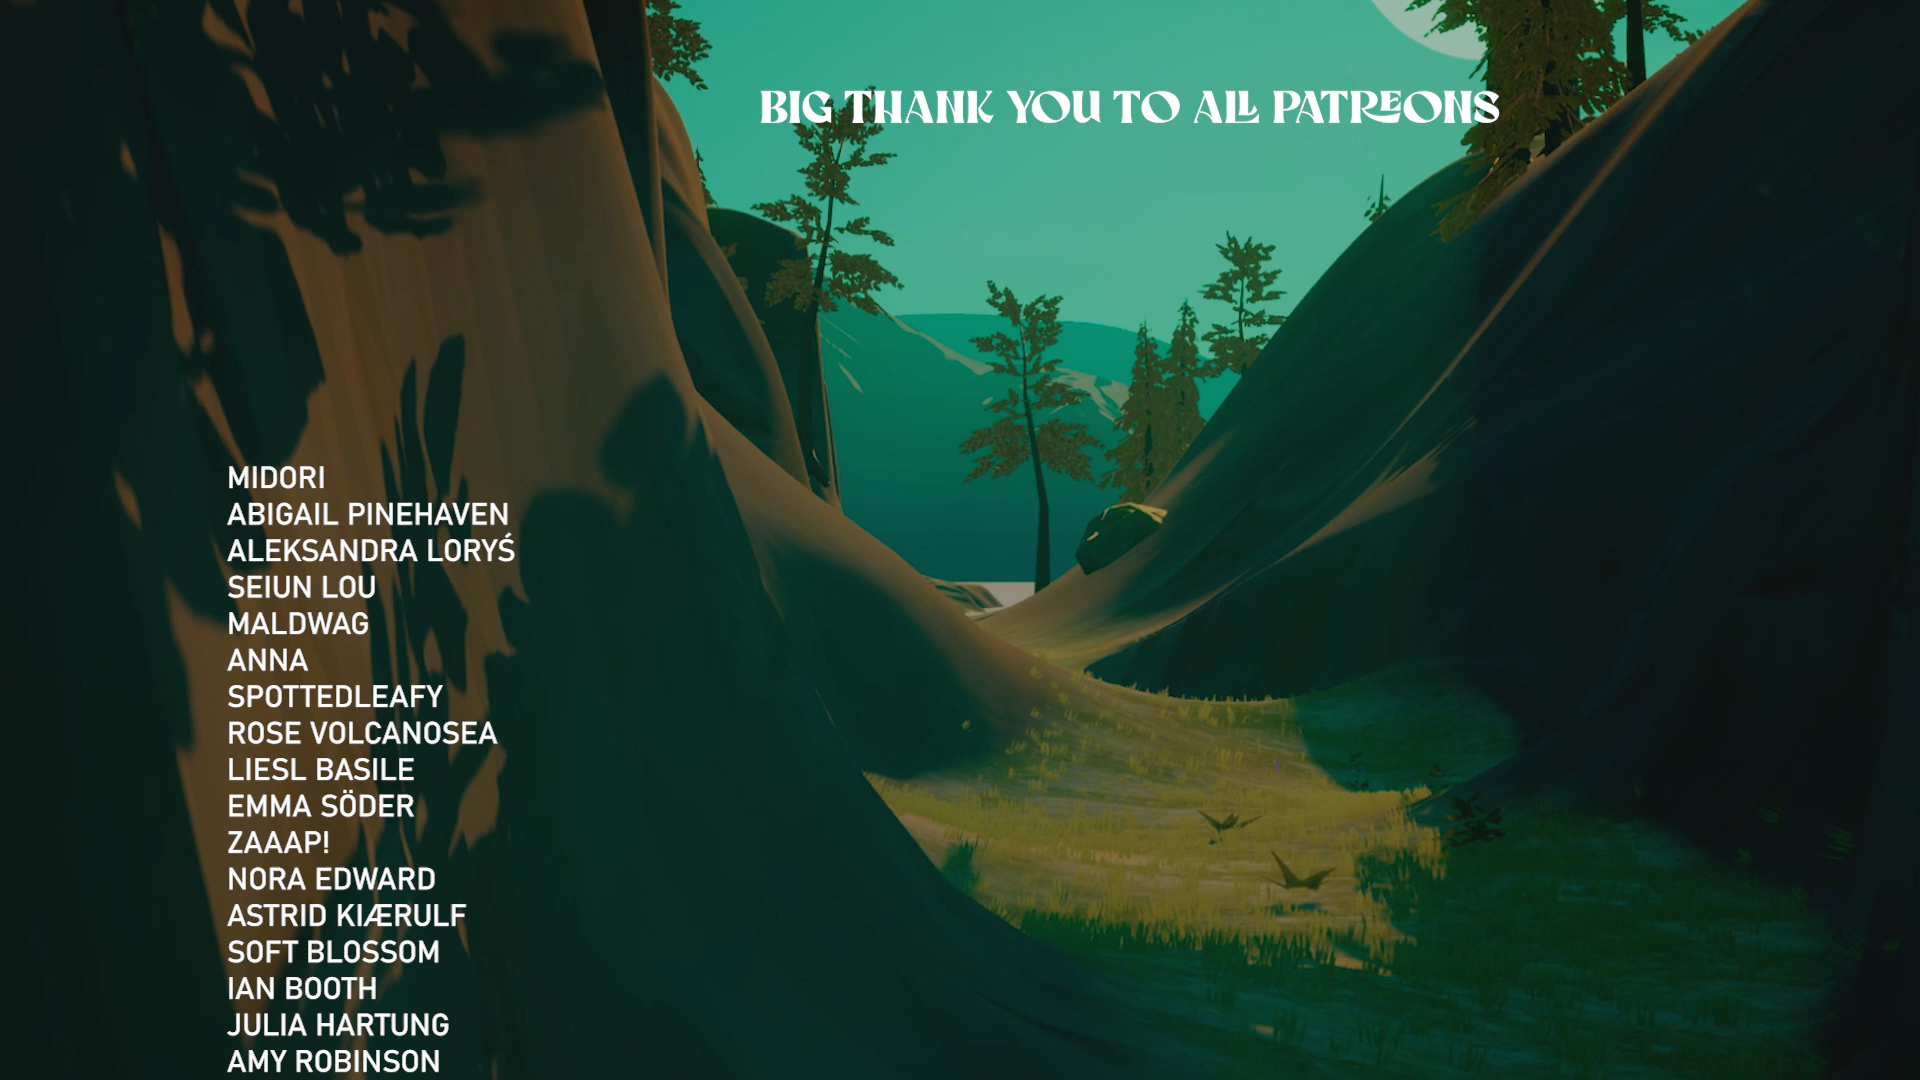 BIG THANK YOU TO ALL PATREONS
MIDORI
ABIGAIL PINEHAVEN
ALEKSANDRA LORYŚ
SEIUN LOU
MALDWAG
ANNA
SPOTTEDLEAFY
ROSE VOLCANOSEA
LIESL BASILE
EMMA SÖDER
ZAAAP!
NORA EDWARD
ASTRID KIÆRULF
SOFT BLOSSOM
IAN BOOTH
JULIA HARTUNG
AMY ROBINSON